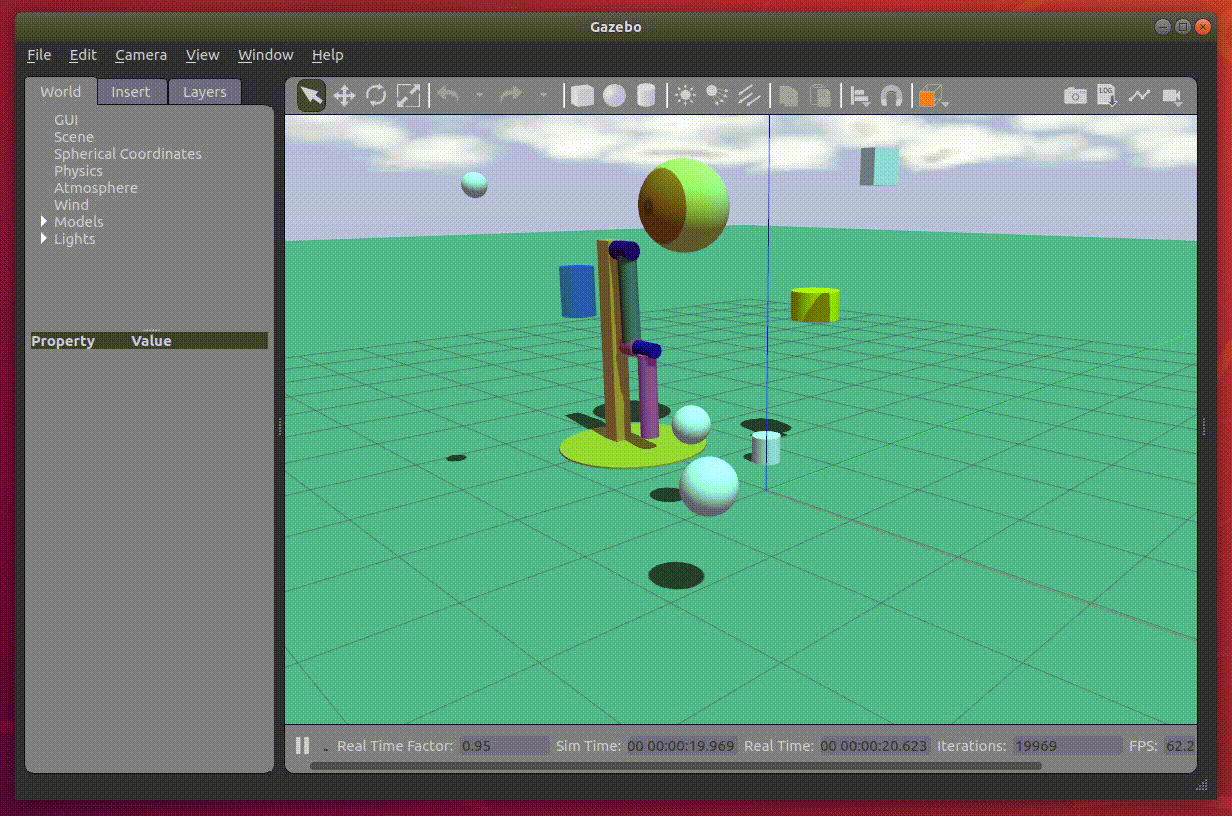 Gazebo
File Edit Camera View Window Help
World Insert Layers
LOG
GUI
Scene
Spherical Coordinates
Physics
Atmosphere
Wind
Models
Lights
Property Value
Real Time Factor: 0.95 Sim Time: 00 00:00:19.969 Real Time: 00 00:00:20.623 Iterations: 19969 FPS: 62.2